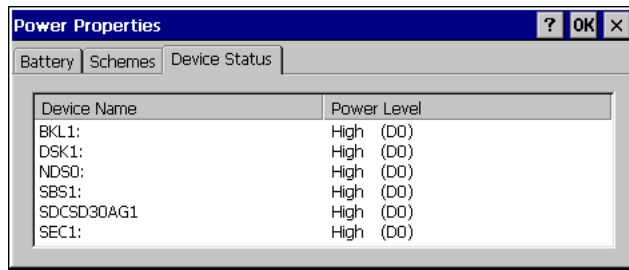 Power Properties ? OK ×
Battery Schemes Device Status
Device Name Power Level
BKL1: High (D0)
DSK1: High (D0)
NDS0: High (D0)
SBS1: High (D0)
SDCSD30AG1 High (D0)
SEC1: High (D0)